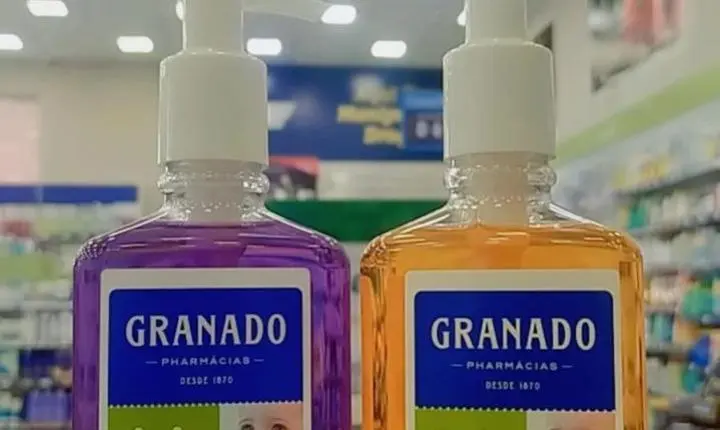 GRANADO
— PHARMÁCIAS —
DESDE 1870
GRANADO
— PHARMÁCIAS —
DESDE 1870